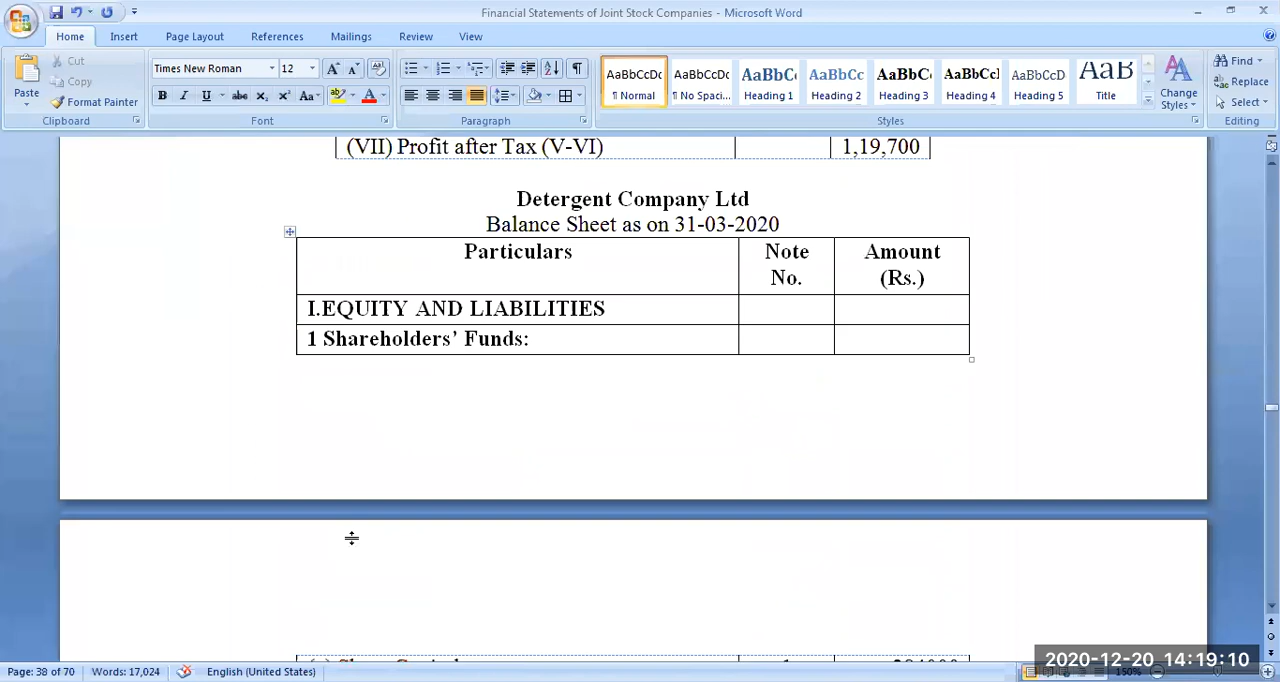 Financial Statements of Joint Stock Companies - Microsoft Word
Home Insert Page Layout References Mailings Review View
Cut
Copy
Format Painter
Paste
Clipboard
Times New Roman 12
Font
Paragraph
AaBbCcDc AaBbCcDc AaBbC AaBbCc AaBbC AaBbCcI AaBbCcD AaB
¶ Normal ¶ No Spaci... Heading 1 Heading 2 Heading 3 Heading 4 Heading 5 Title
Change Styles
Styles
Find
Replace
Select
Editing
(VII) Profit after Tax (V-VI) 1,19,700
Detergent Company Ltd
Balance Sheet as on 31-03-2020
Particulars Note No. Amount (Rs.)
I.EQUITY AND LIABILITIES
1 Shareholders’ Funds:
Page: 38 of 70 Words: 17,024 English (United States) 150%
2020-12-20 14:19:10